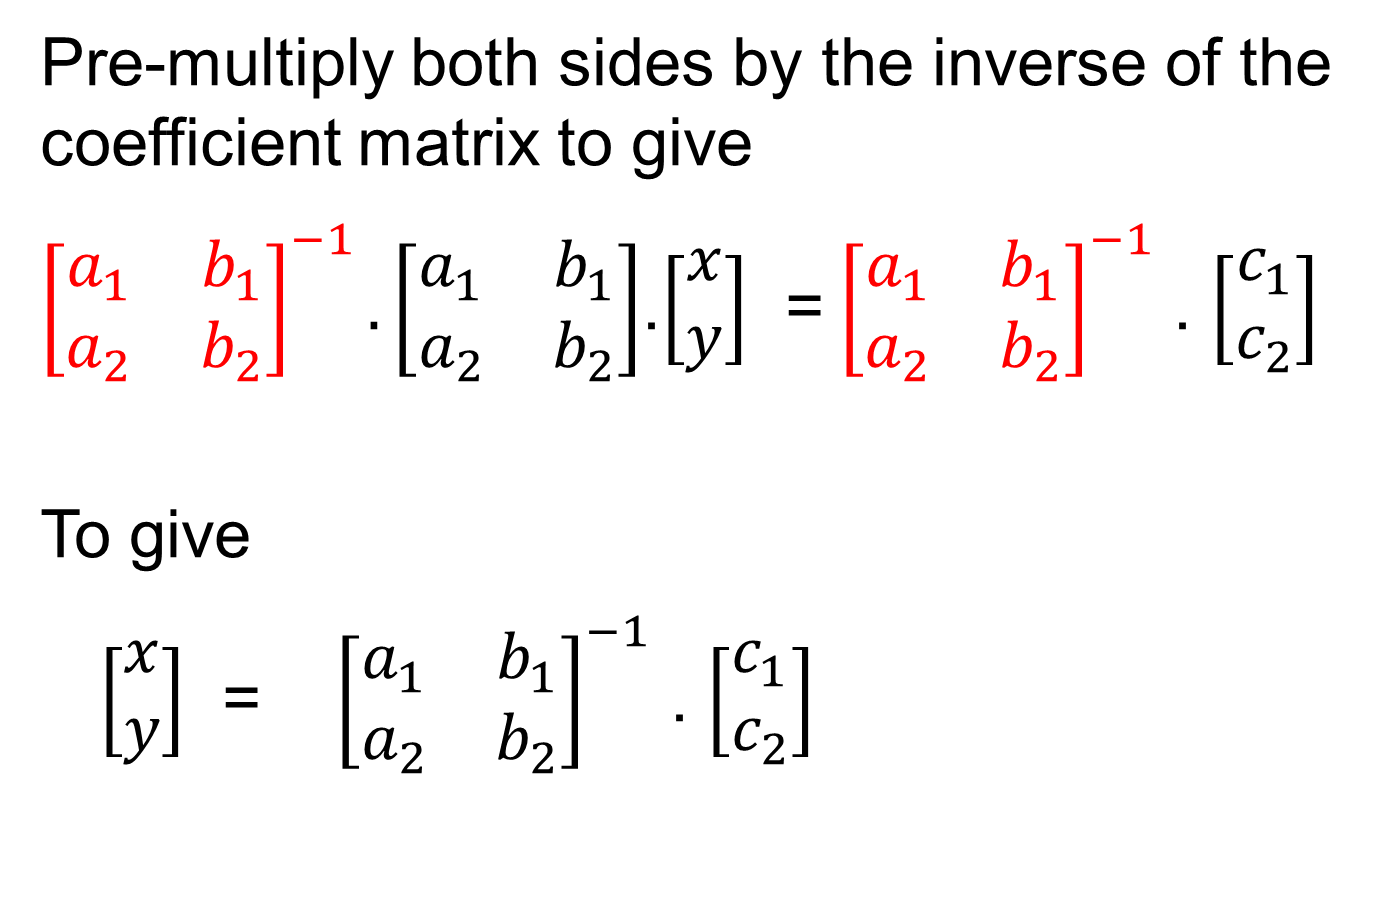 Pre-multiply both sides by the inverse of the
coefficient matrix to give
[a₁ b₁; a₂ b₂]⁻¹ . [a₁ b₁; a₂ b₂] . [x; y] = [a₁ b₁; a₂ b₂]⁻¹ . [c₁; c₂]
To give
[x; y] = [a₁ b₁; a₂ b₂]⁻¹ . [c₁; c₂]